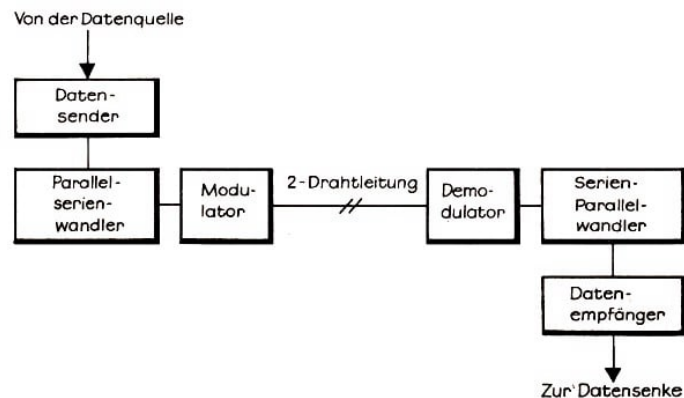 Von der Datenquelle
Daten-
sender
Parallel-
serien-
wandler
Modu-
lator
2-Drahtleitung
Demo-
dulator
Serien-
Parallel-
wandler
Daten-
empfänger
Zur Datensenke